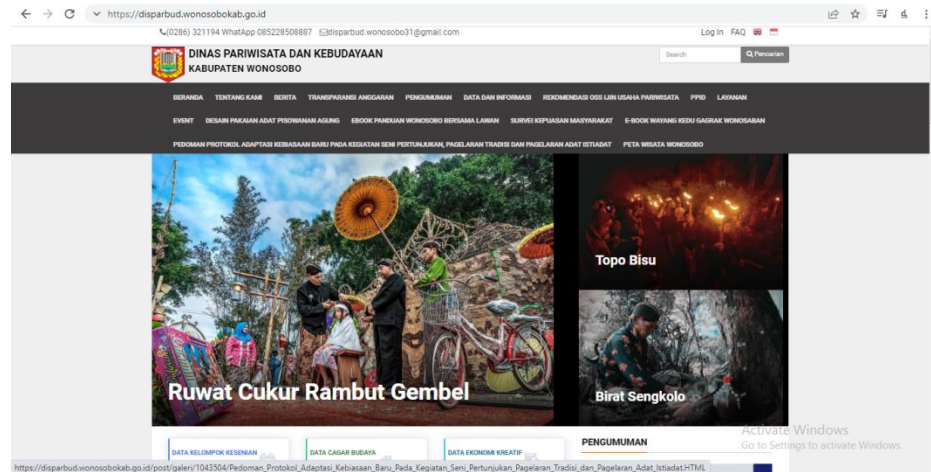 https://disparbud.wonosobokab.go.id
(0286) 321194 WhatApp 085228508887 disparbud.wonosobo31@gmail.com Log In FAQ
DINAS PARIWISATA DAN KEBUDAYAAN
KABUPATEN WONOSOBO
Search Pencarian
BERANDA TENTANG KAMI BERITA TRANSPARANSI ANGGARAN PENGUMUMAN DATA DAN INFORMASI REKOMENDASI OSS IJIN USAHA PARIWISATA PPID LAYANAN
EVENT DESAIN PAKAIAN ADAT PISOWANAN AGUNG EBOOK PANDUAN WONOSOBO BERSAMA LAWAN SURVEI KEPUASAN MASYARAKAT E-BOOK WAYANG KEDU GAGRAK WONOSABAN
PEDOMAN PROTOKOL ADAPTASI KEBIASAAN BARU PADA KEGIATAN SENI PERTUNJUKAN, PAGELARAN TRADISI DAN PAGELARAN ADAT ISTIADAT PETA WISATA WONOSOBO
Topo Bisu
Ruwat Cukur Rambut Gembel
Birat Sengkolo
DATA KELOMPOK KESENIAN
DATA CAGAR BUDAYA
DATA EKONOMI KREATIF
PENGUMUMAN
Activate Windows
Go to Settings to activate Windows.
https://disparbud.wonosobokab.go.id/post/galeri/1043504/Pedoman_Protokol_Adaptasi_Kebiasaan_Baru_Pada_Kegiatan_Seni_Pertunjukan_Pagelaran_Tradisi_dan_Pagelaran_Adat_Istiadat.HTML